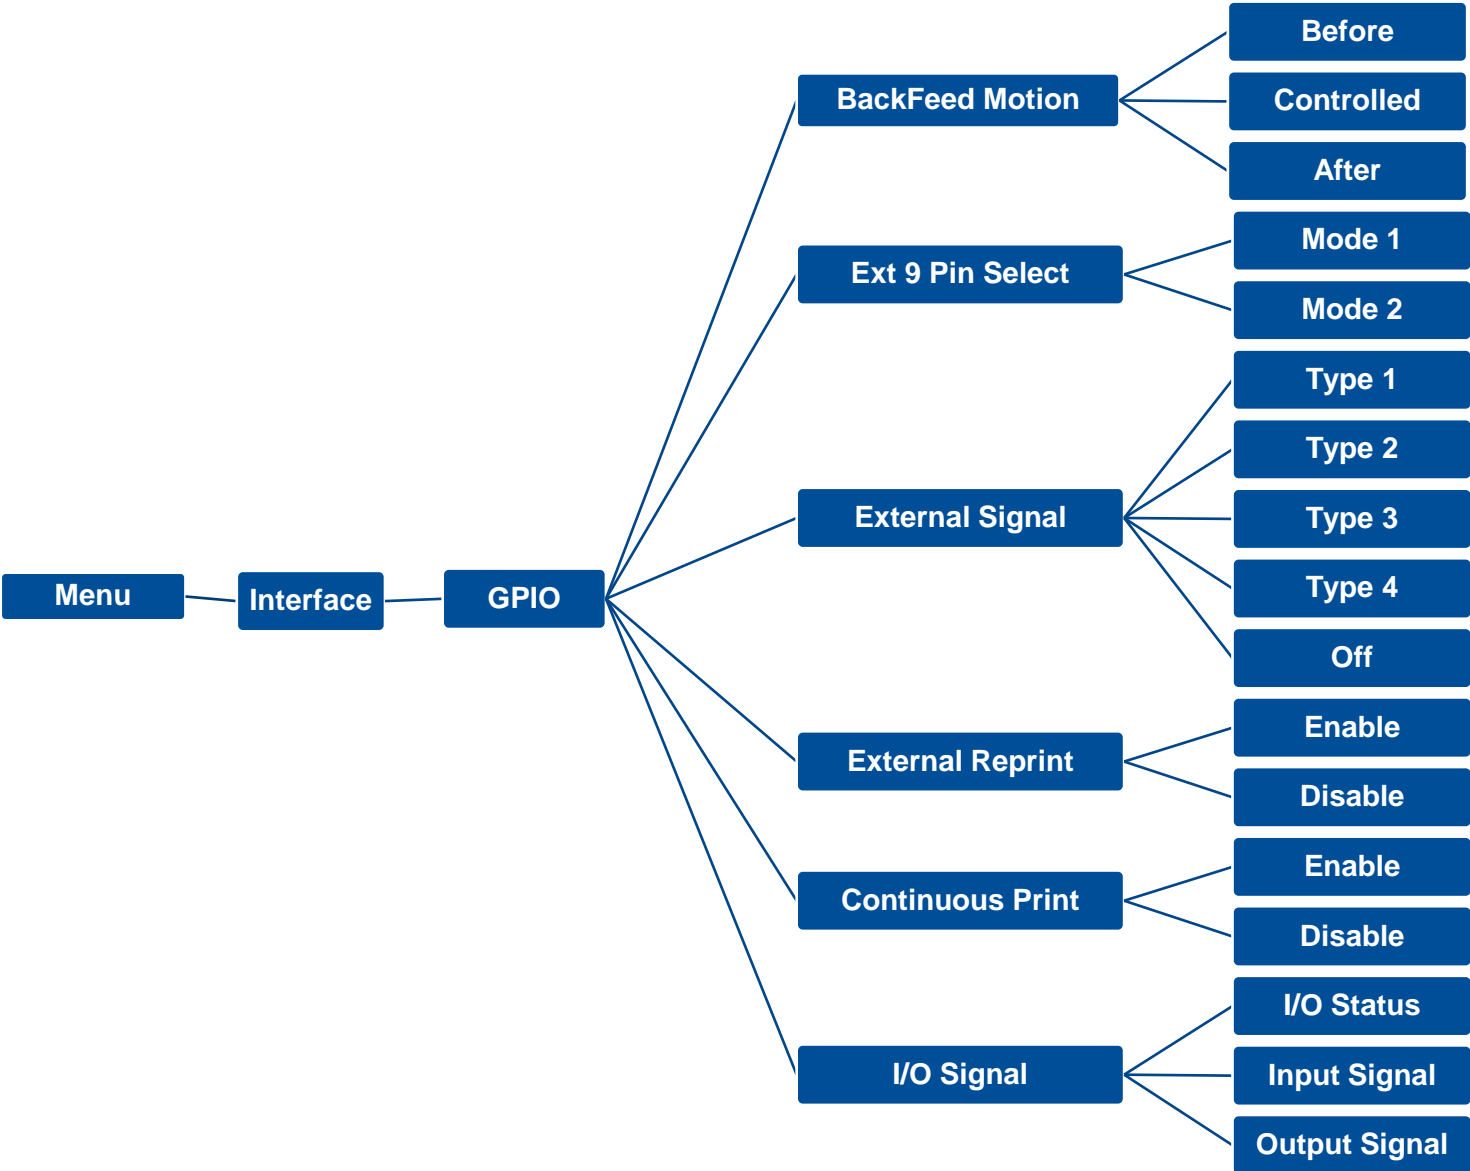 Menu
Interface
GPIO
BackFeed Motion
Before
Controlled
After
Ext 9 Pin Select
Mode 1
Mode 2
External Signal
Type 1
Type 2
Type 3
Type 4
Off
External Reprint
Enable
Disable
Continuous Print
Enable
Disable
I/O Signal
I/O Status
Input Signal
Output Signal